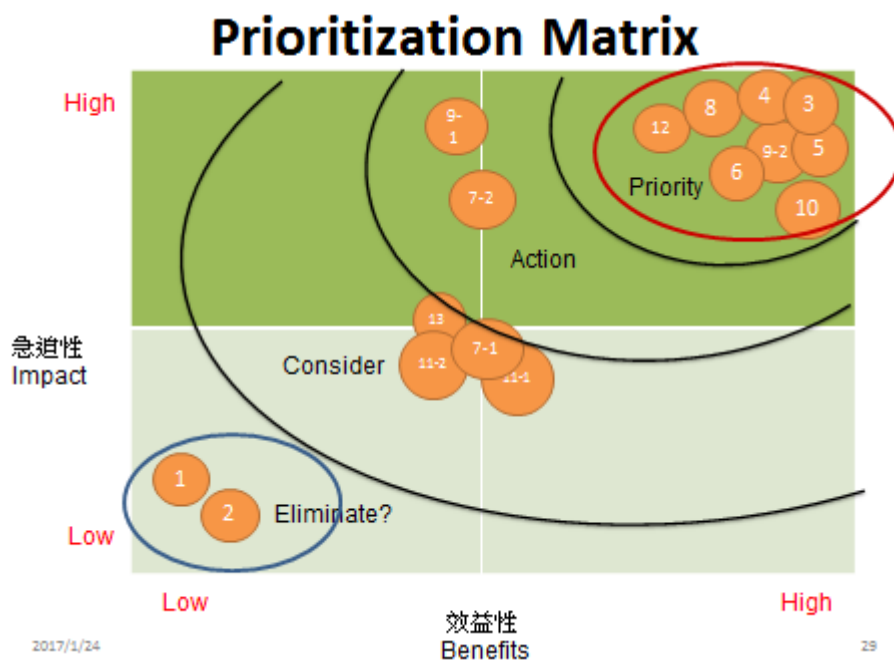 Prioritization Matrix
High
9-
1
7-2
12
8
4
3
6
9-2
5
10
Priority
Action
急迫性
Impact
Consider
13
11-2
7-1
11-1
1
2
Eliminate?
Low
Low
High
效益性
Benefits
2017/1/24
29